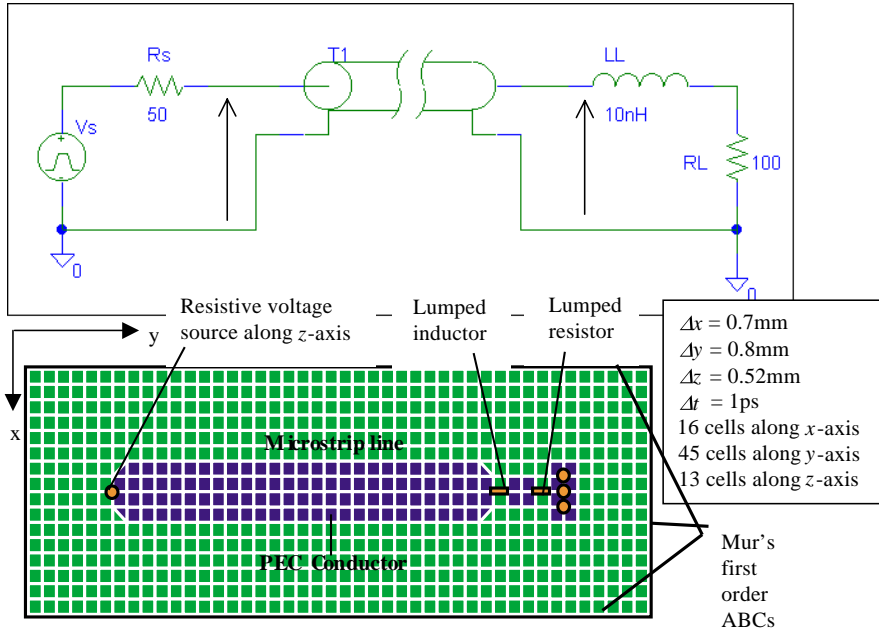 Rs
50
Vs
T1
LL
10nH
RL
100
0
0
Resistive voltage
source along z-axis
Lumped
inductor
Lumped
resistor
y
x
Δx = 0.7mm
Δy = 0.8mm
Δz = 0.52mm
Δt = 1ps
16 cells along x-axis
45 cells along y-axis
13 cells along z-axis
Microstrip line
PEC Conductor
Mur's
first
order
ABCs